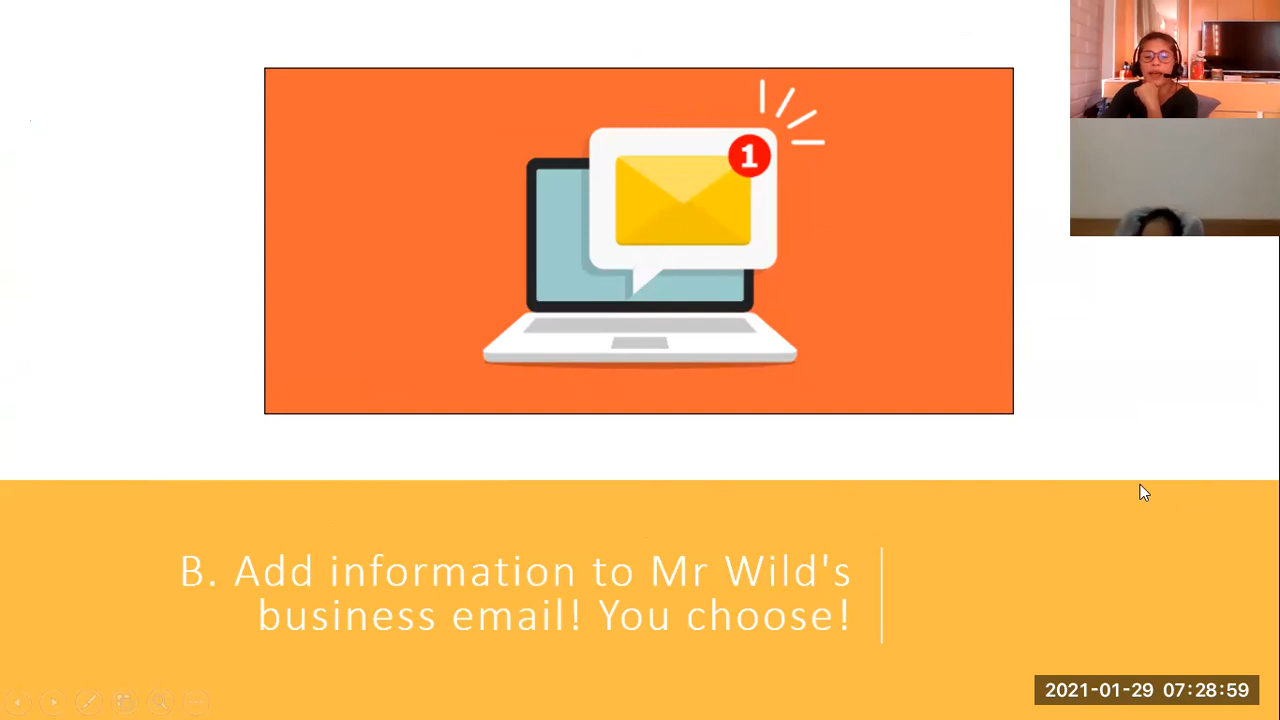 1
B. Add information to Mr Wild's
business email! You choose!
2021-01-29 07:28:59